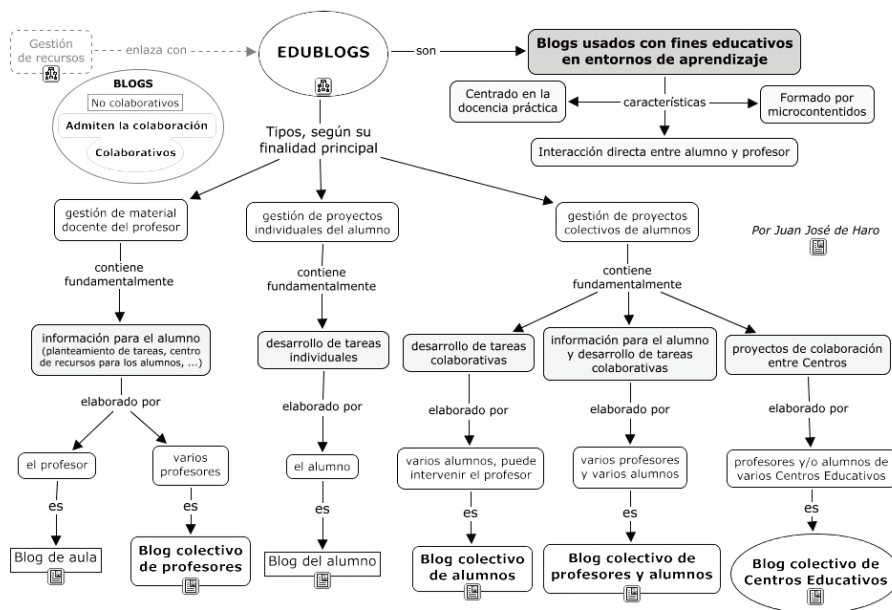 Gestión
de recursos
enlaza con
EDUBLOGS
son
Blogs usados con fines educativos
en entornos de aprendizaje
BLOGS
No colaborativos
Admiten la colaboración
Colaborativos
Centrado en la
docencia práctica
características
Formado por
microcontenidos
Interacción directa entre alumno y profesor
Tipos, según su
finalidad principal
gestión de material
docente del profesor
gestión de proyectos
individuales del alumno
gestión de proyectos
colectivos de alumnos
Por Juan José de Haro
contiene
fundamentalmente
contiene
fundamentalmente
contiene
fundamentalmente
información para el alumno
(planteamiento de tareas, centro
de recursos para los alumnos, ...)
desarrollo de tareas
individuales
desarrollo de tareas
colaborativas
información para el alumno
y desarrollo de tareas
colaborativas
proyectos de colaboración
entre Centros
elaborado por
elaborado por
elaborado por
elaborado por
elaborado por
el profesor
varios
profesores
el alumno
varios alumnos, puede
intervenir el profesor
varios profesores
y varios alumnos
profesores y/o alumnos de
varios Centros Educativos
es
es
es
es
es
es
Blog de aula
Blog colectivo
de profesores
Blog del alumno
Blog colectivo
de alumnos
Blog colectivo de
profesores y alumnos
Blog colectivo de
Centros Educativos